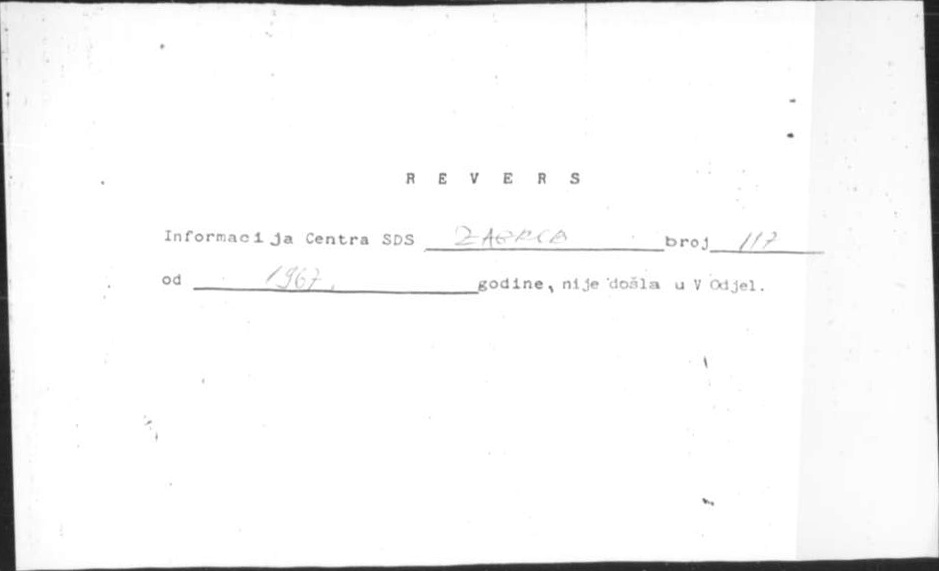 R E V E R S
Informacija Centra SDS ZAGREB broj 117
od 1967. godine, nije došla u V Odjel.